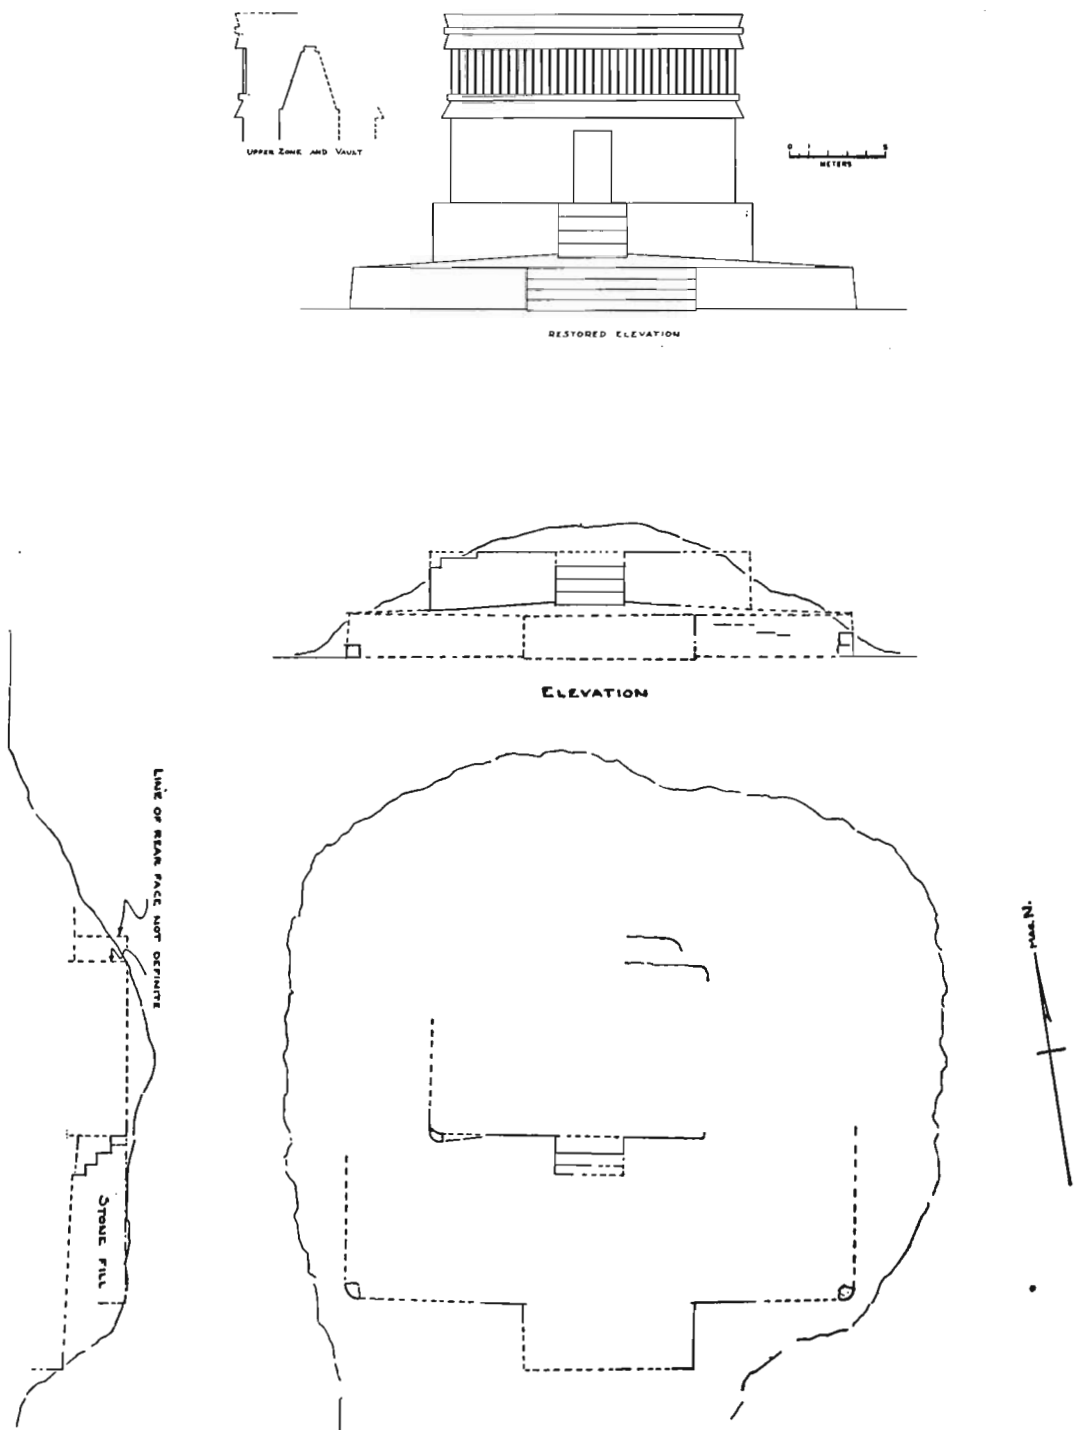 UPPER ZONE AND VAULT
0 1 5
METERS
RESTORED ELEVATION
ELEVATION
LINE OF REAR FACE NOT DEFINITE
MAG N.
STONE FILL